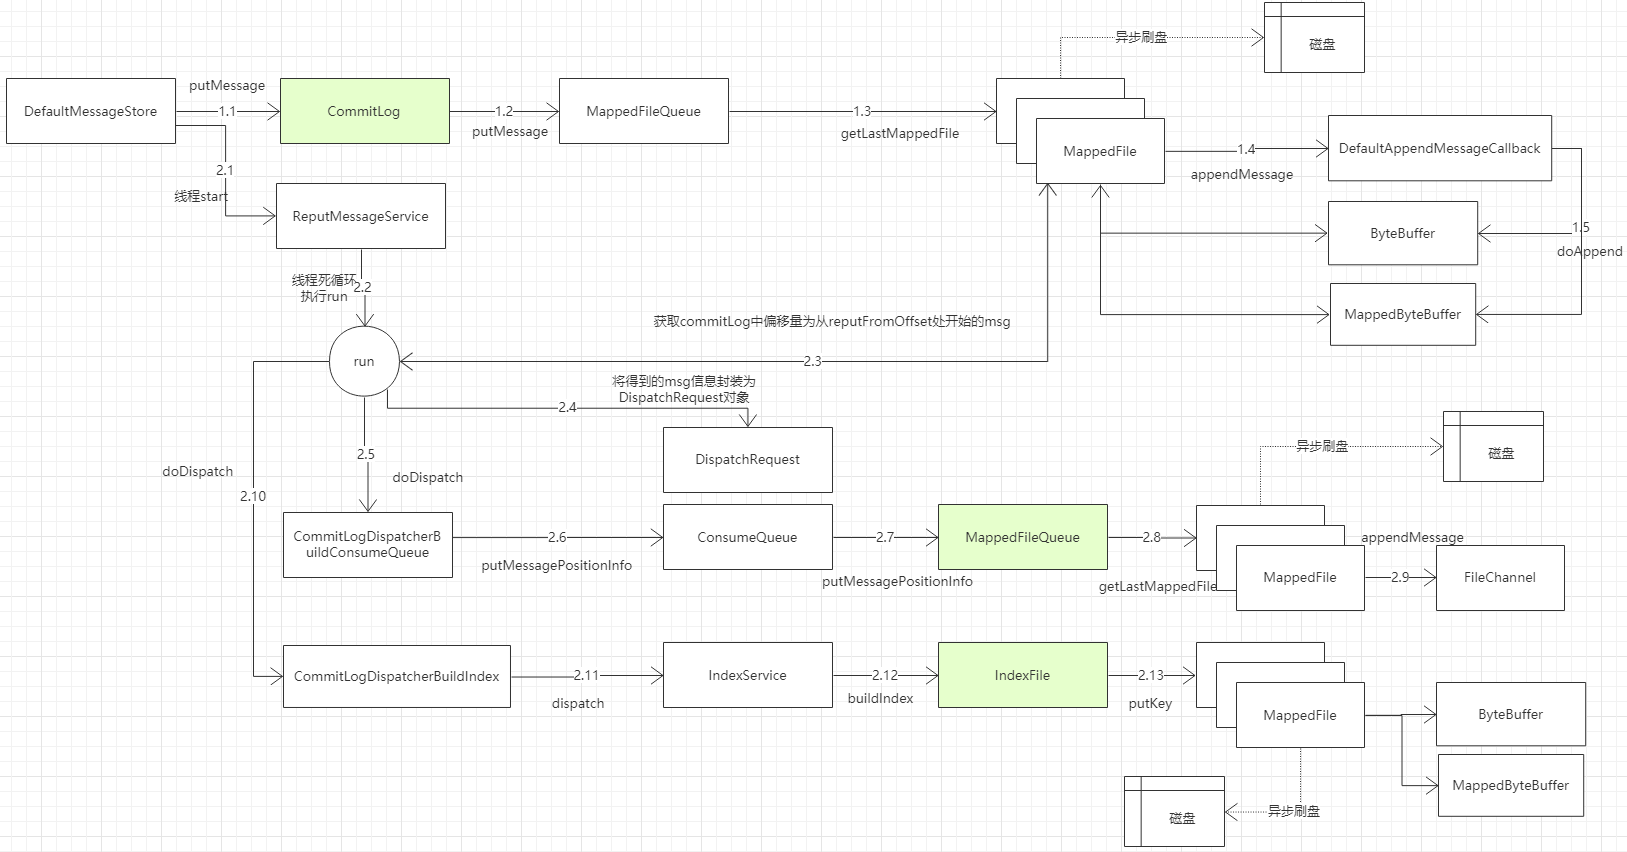 异步刷盘
磁盘
putMessage
DefaultMessageStore
1.1
CommitLog
1.2
putMessage
MappedFileQueue
1.3
getLastMappedFile
MappedFile
1.4
appendMessage
DefaultAppendMessageCallback
2.1
线程start
ReputMessageService
ByteBuffer
1.5
doAppend
线程死循环
执行run
2.2
MappedByteBuffer
获取commitLog中偏移量为从reputFromOffset处开始的msg
run
2.3
将得到的msg信息封装为
DispatchRequest对象
2.4
DispatchRequest
2.5
doDispatch
doDispatch
2.10
异步刷盘
磁盘
CommitLogDispatcherB
uildConsumeQueue
2.6
putMessagePositionInfo
ConsumeQueue
2.7
putMessagePositionInfo
MappedFileQueue
2.8
getLastMappedFile
MappedFile
appendMessage
2.9
FileChannel
CommitLogDispatcherBuildIndex
2.11
dispatch
IndexService
2.12
buildIndex
IndexFile
2.13
putKey
MappedFile
ByteBuffer
MappedByteBuffer
异步刷盘
磁盘